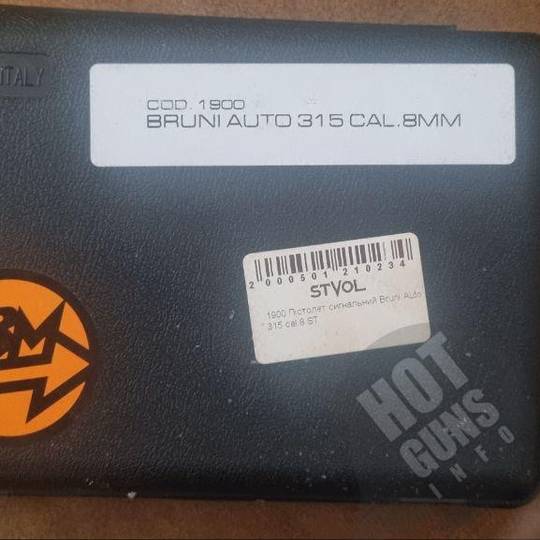 ITALY
COD. 1900
BRUNI AUTO 315 CAL.8MM
2 000501 210234
STVOL
1900 Пістолет сигнальний Bruni Auto
315 cal.8 ST
BM
HOT
GUNS
INFO